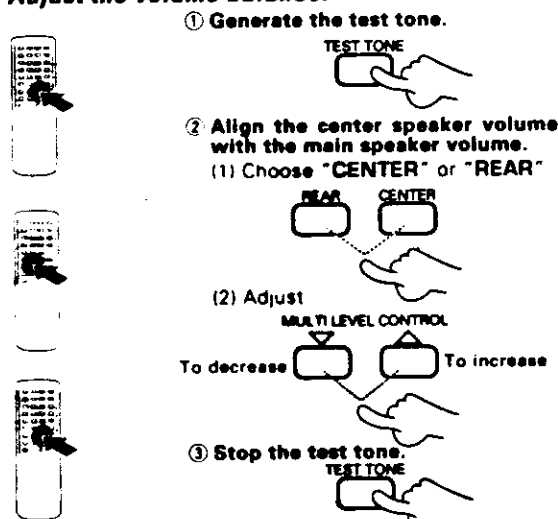 Adjust the volume balance.
① Generate the test tone.
TEST TONE
② Align the center speaker volume
with the main speaker volume.
(1) Choose "CENTER" or "REAR"
REAR CENTER
(2) Adjust
MULTI LEVEL CONTROL
To decrease To increase
③ Stop the test tone.
TEST TONE